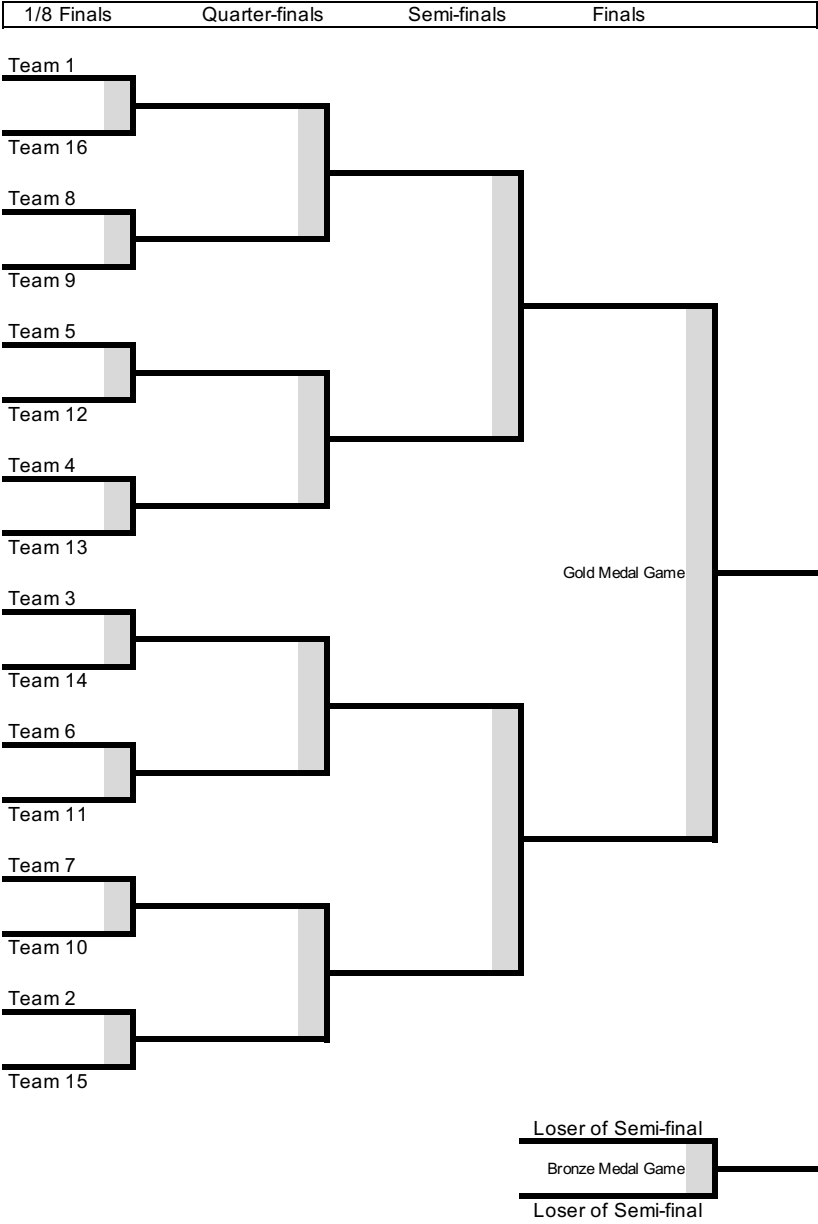 1/8 Finals Quarter-finals Semi-finals Finals
Team 1
Team 16
Team 8
Team 9
Team 5
Team 12
Team 4
Team 13
Gold Medal Game
Team 3
Team 14
Team 6
Team 11
Team 7
Team 10
Team 2
Team 15
Loser of Semi-final
Bronze Medal Game
Loser of Semi-final